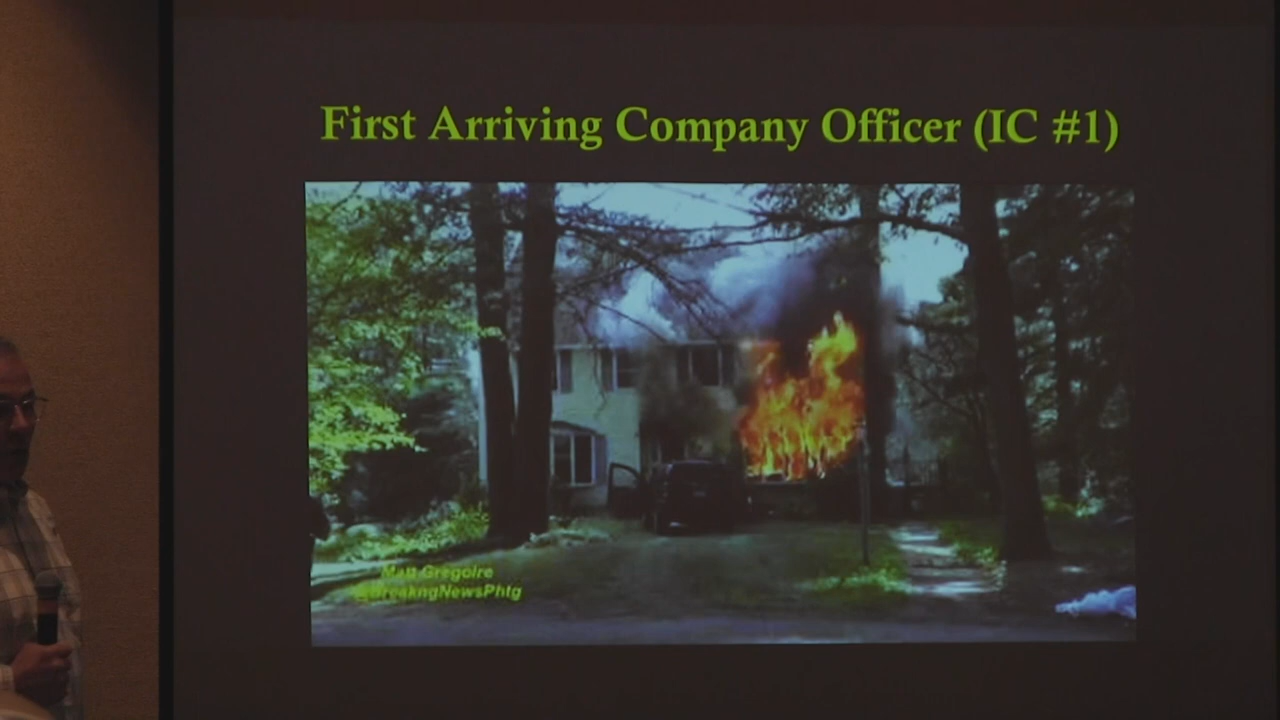 First Arriving Company Officer (IC #1)
Matt Gregoire
@BreakngNewsPhtg